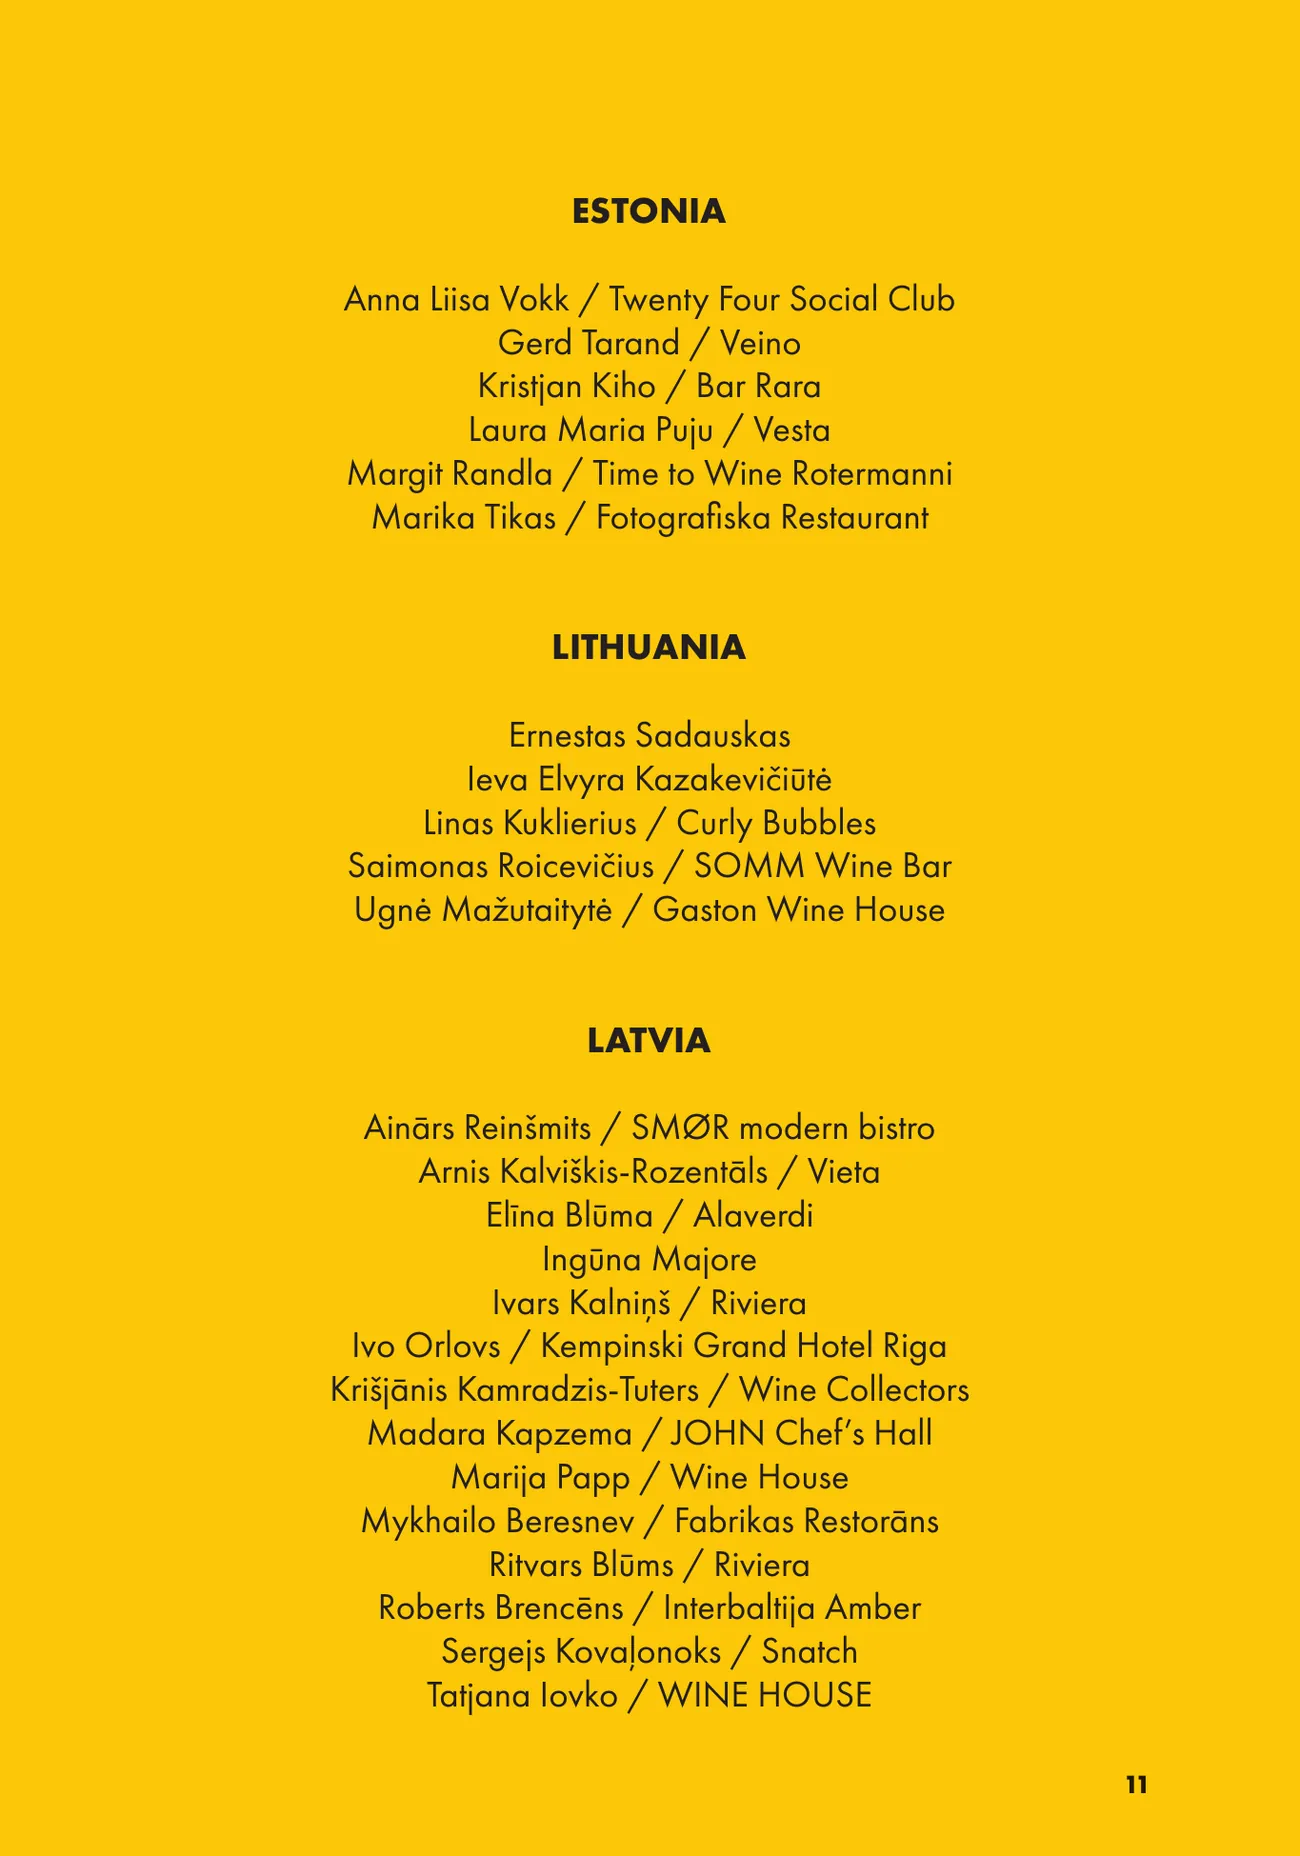 ESTONIA
Anna Liisa Vokk / Twenty Four Social Club
Gerd Tarand / Veino
Kristjan Kiho / Bar Rara
Laura Maria Puju / Vesta
Margit Randla / Time to Wine Rotermanni
Marika Tikas / Fotografiska Restaurant
LITHUANIA
Ernestas Sadauskas
Ieva Elvyra Kazakevičiūtė
Linas Kuklierius / Curly Bubbles
Saimonas Roicevičius / SOMM Wine Bar
Ugnė Mažutaitytė / Gaston Wine House
LATVIA
Ainārs Reinšmits / SMØR modern bistro
Arnis Kalviškis-Rozentāls / Vieta
Elīna Blūma / Alaverdi
Ingūna Majore
Ivars Kalniņš / Riviera
Ivo Orlovs / Kempinski Grand Hotel Riga
Krišjānis Kamradzis-Tuters / Wine Collectors
Madara Kapzema / JOHN Chef’s Hall
Marija Papp / Wine House
Mykhailo Beresnev / Fabrikas Restorāns
Ritvars Blūms / Riviera
Roberts Brencēns / Interbaltija Amber
Sergejs Kovaļonoks / Snatch
Tatjana Iovko / WINE HOUSE
11